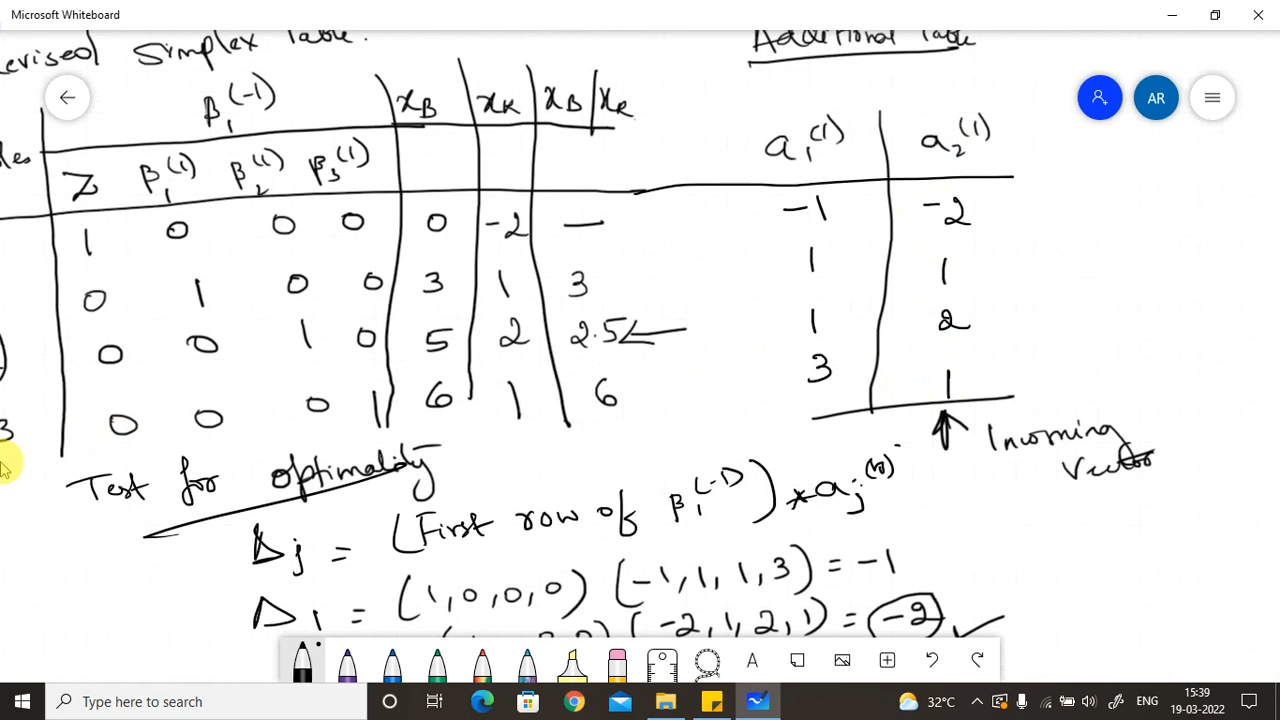 Microsoft Whiteboard
evised Simplex Table.
Additional Table
β₁⁽⁻¹⁾ x_B x_k x_B | x_k
les Z β₁⁽¹⁾ β₂⁽¹⁾ β₃⁽¹⁾
a₁⁽¹⁾ a₂⁽¹⁾
AR
1 0 0 0 0 -2 —
0 1 0 0 3 1 3
0 0 1 0 5 2 2.5 ←
3 0 0 0 1 6 1 6
-1 -2
1 1
1 2
3 1
↑ Incoming
Vector
Test for optimality
Δj = (First row of β₁⁽⁻¹⁾) * aj
Δ1 = (1,0,0,0) (-1,1,1,3) = -1
(-2,1,2,1) = -2 ✓
A
Type here to search
32°C
ENG
15:39
19-03-2022